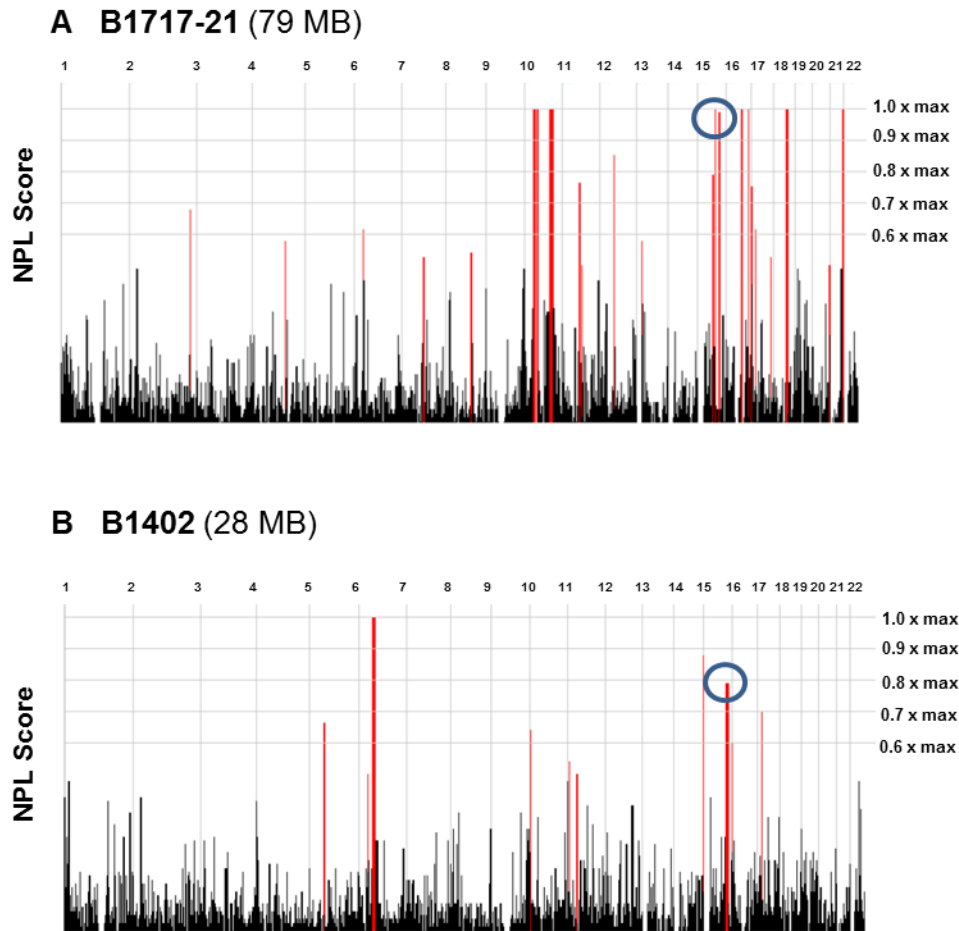 A B1717-21 (79 MB)
1 2 3 4 5 6 7 8 9 10 11 12 13 14 15 16 17 18 19 20 21 22
1.0 x max
0.9 x max
0.8 x max
0.7 x max
0.6 x max
NPL Score
B B1402 (28 MB)
1 2 3 4 5 6 7 8 9 10 11 12 13 14 15 16 17 18 19 20 21 22
1.0 x max
0.9 x max
0.8 x max
0.7 x max
0.6 x max
NPL Score